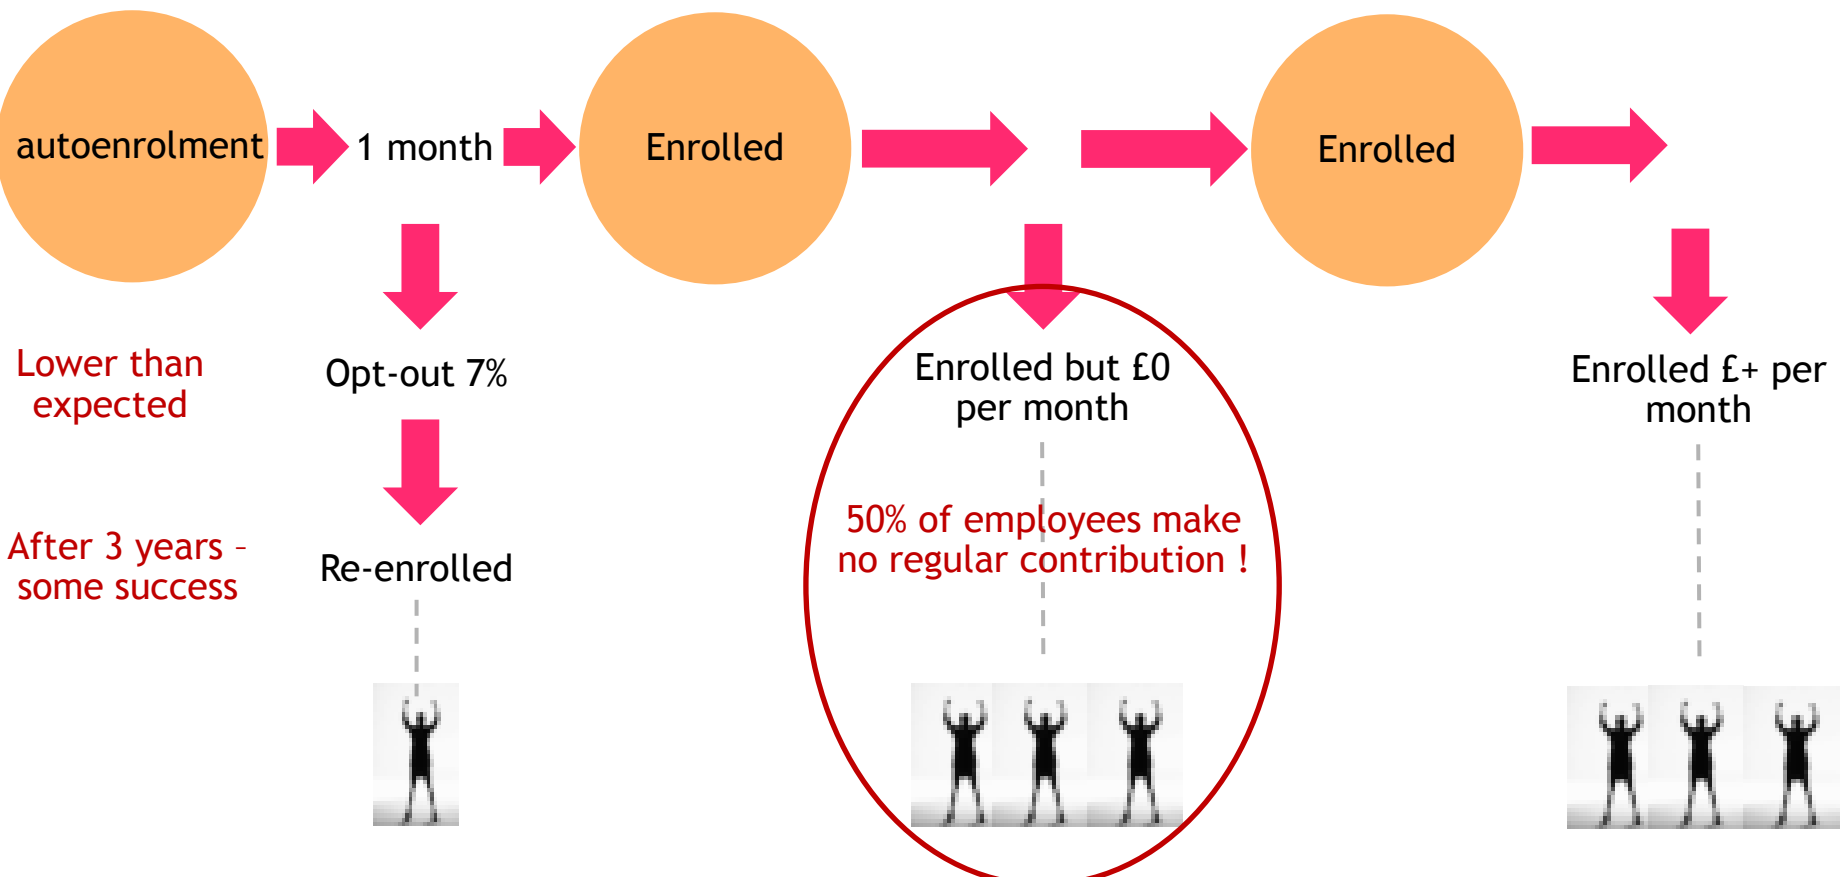 autoenrolment
1 month
Enrolled
Enrolled
Lower than
expected
Opt-out 7%
Enrolled but £0
per month
Enrolled £+ per
month
50% of employees make
no regular contribution !
After 3 years –
some success
Re-enrolled